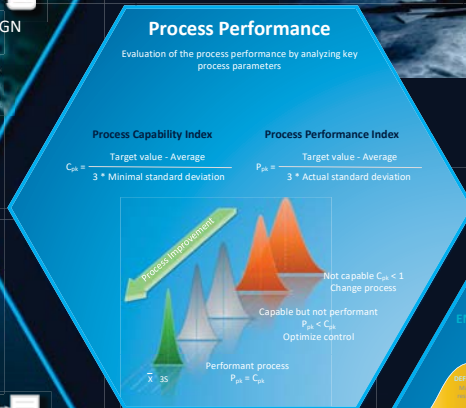 GN
Process Performance
Evaluation of the process performance by analyzing key
process parameters
Process Capability Index
Process Performance Index
Cpk = Target value - Average
3 * Minimal standard deviation
Ppk = Target value - Average
3 * Actual standard deviation
Process Improvement
Not capable Cpk < 1
Change process
Capable but not performant
Ppk < Cpk
Optimize control
Performant process
Ppk = Cpk
x̅ 3S